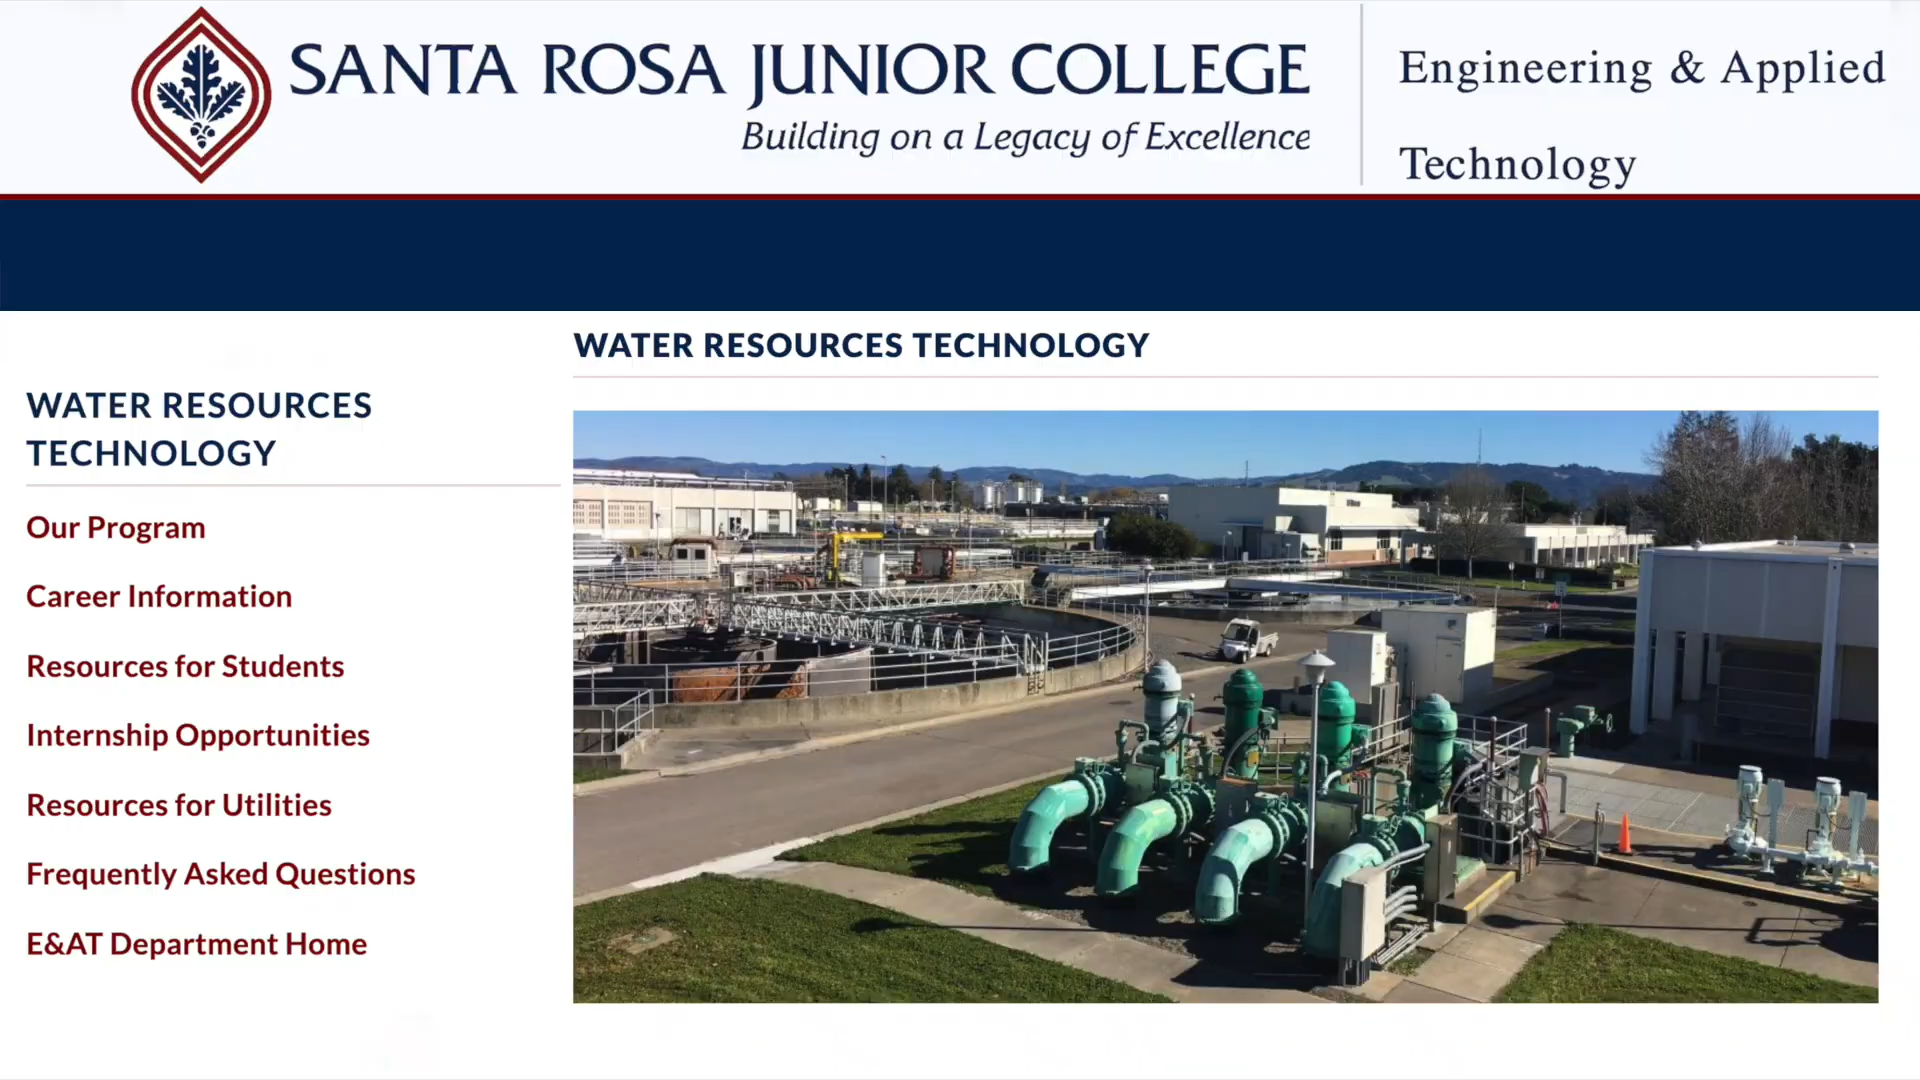 SANTA ROSA JUNIOR COLLEGE
Building on a Legacy of Excellence
Engineering & Applied
Technology
WATER RESOURCES TECHNOLOGY
WATER RESOURCES
TECHNOLOGY
Our Program
Career Information
Resources for Students
Internship Opportunities
Resources for Utilities
Frequently Asked Questions
E&AT Department Home